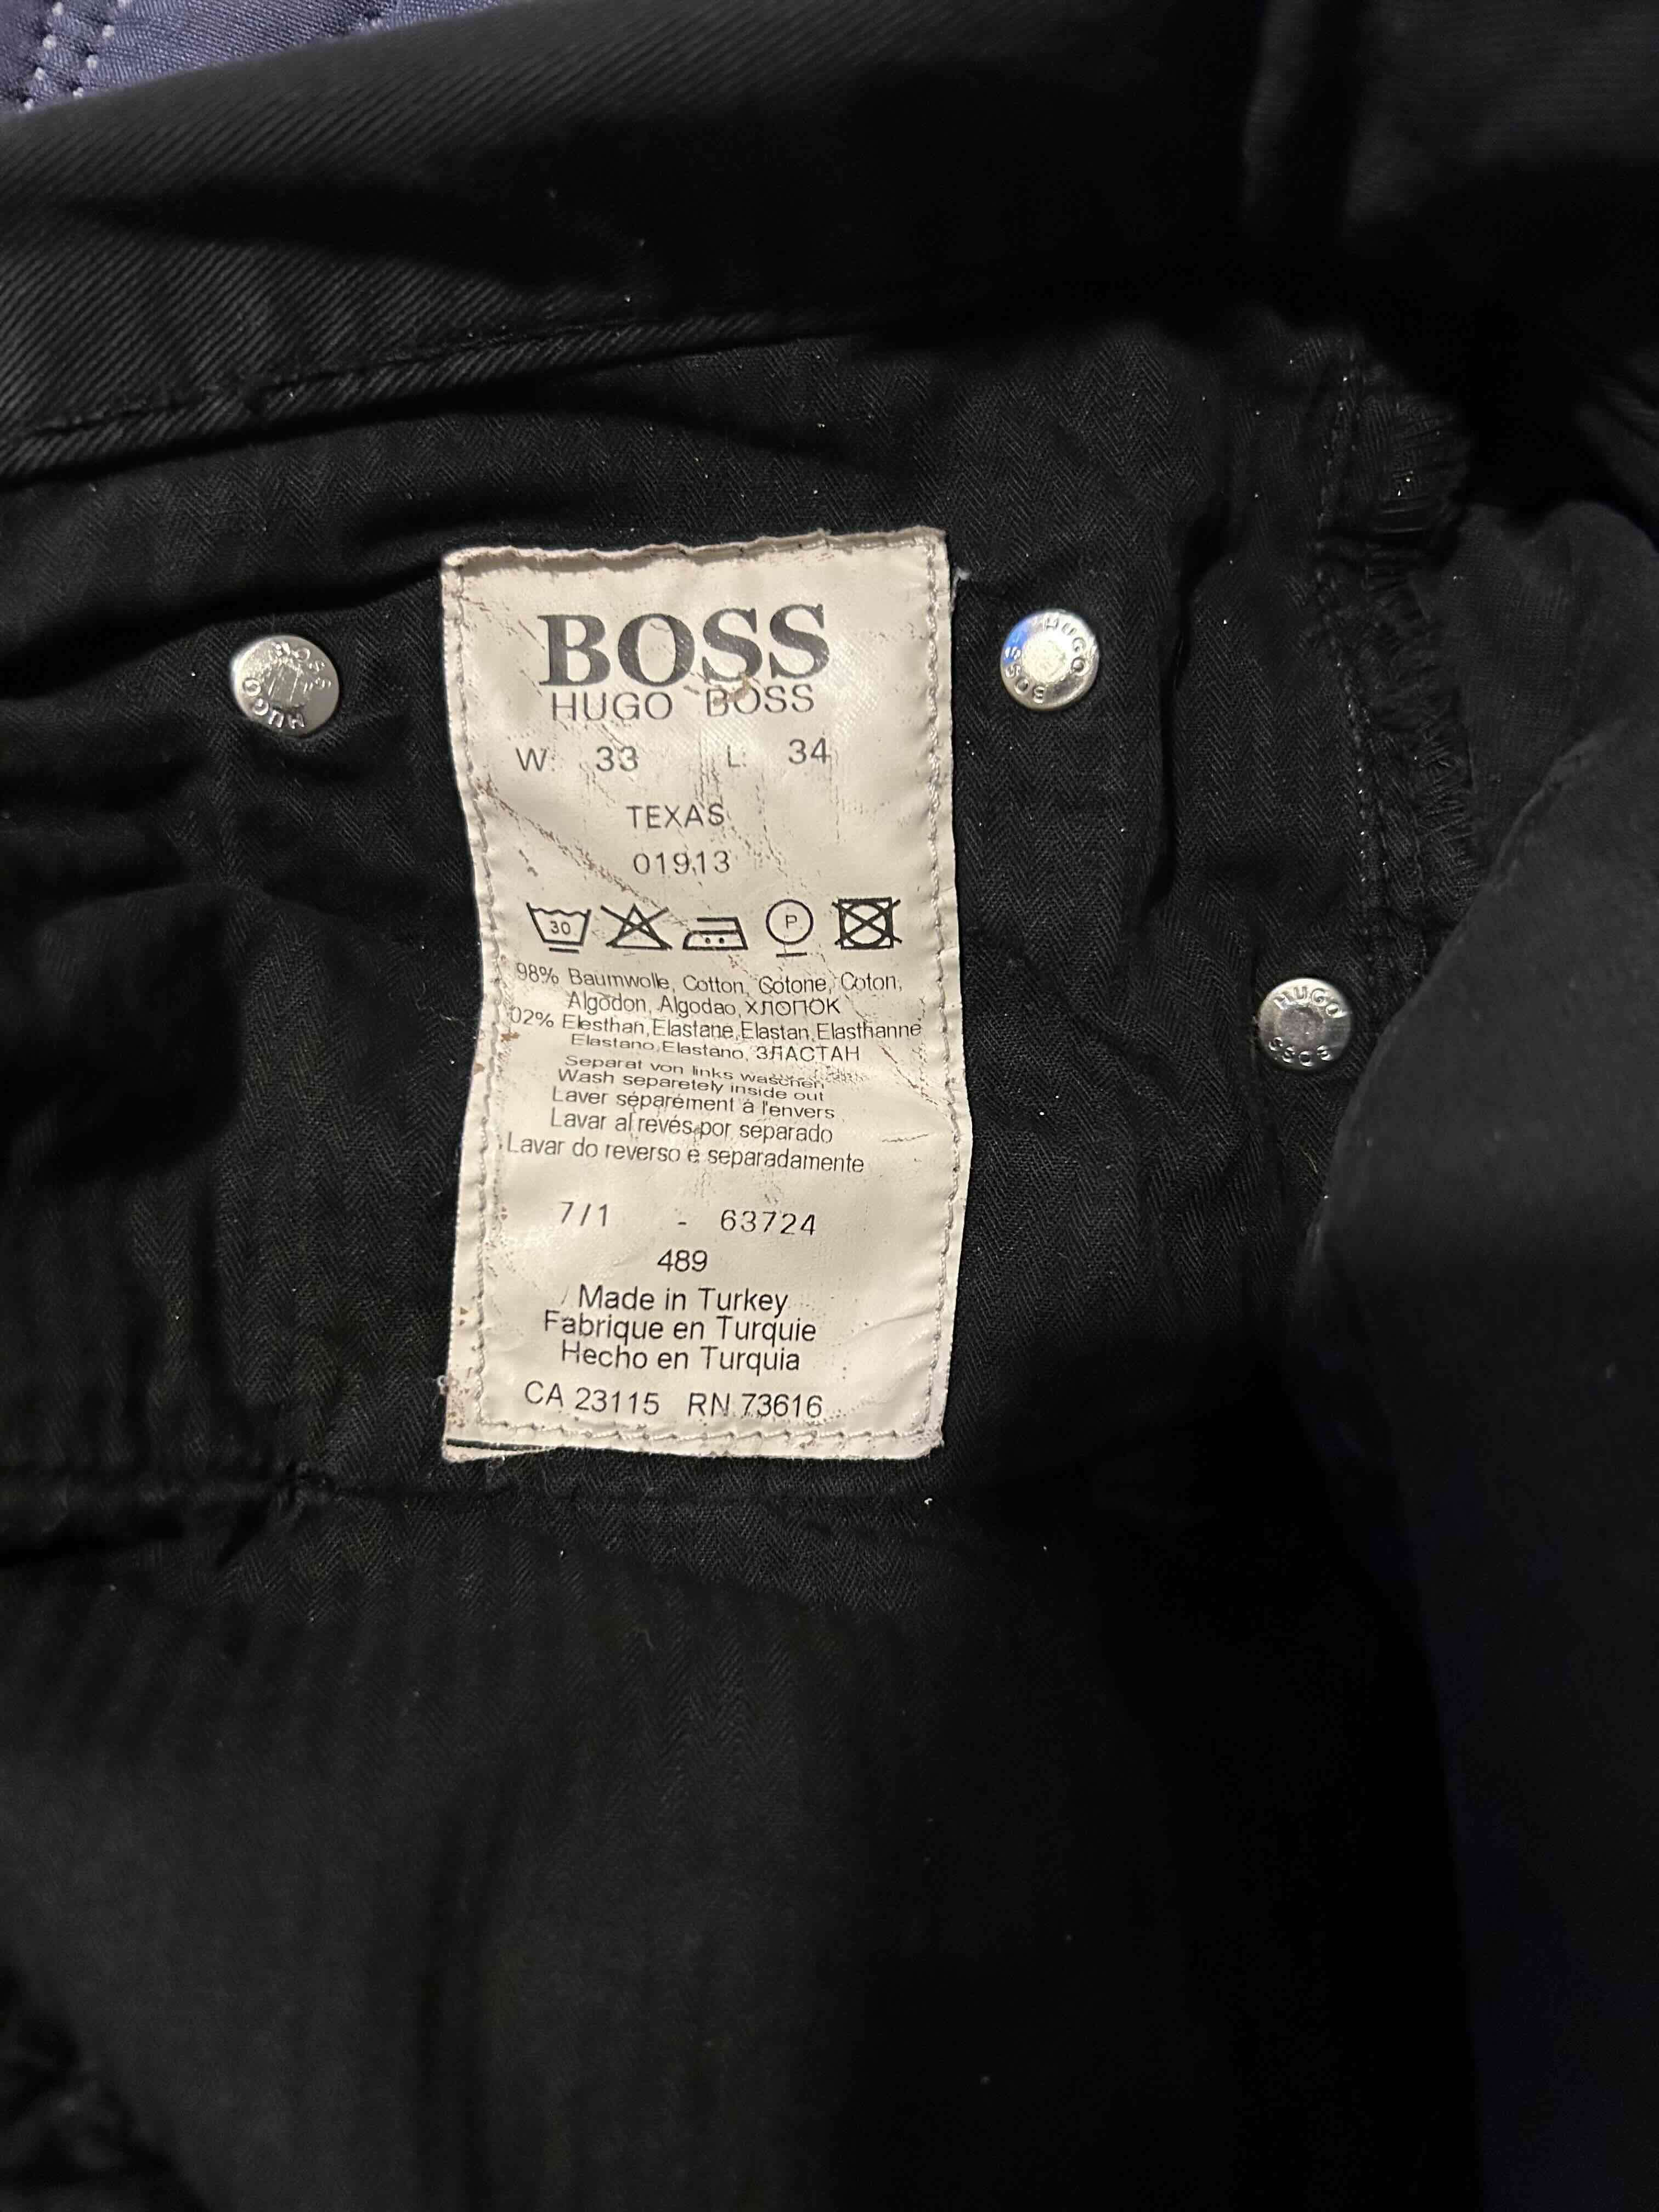 BOSS
HUGO BOSS
W: 33 L: 34
TEXAS
01913
30 P
98% Baumwolle, Cotton, Cotone, Coton,
Algodon, Algodao, хлопок
02% Elesthan, Elastane, Elastan, Elasthanne
Elastano, Elastano, ЗЛАСТАН
Separat von links waschen
Wash separetely inside out
Laver séparément á l'envers
Lavar al revés por separado
Lavar do reverso e separadamente
7/1 - 63724
489
Made in Turkey
Fabrique en Turquie
Hecho en Turquia
CA 23115 RN 73616
HUGO BOSS
HUGO BOSS
HUGO BOSS